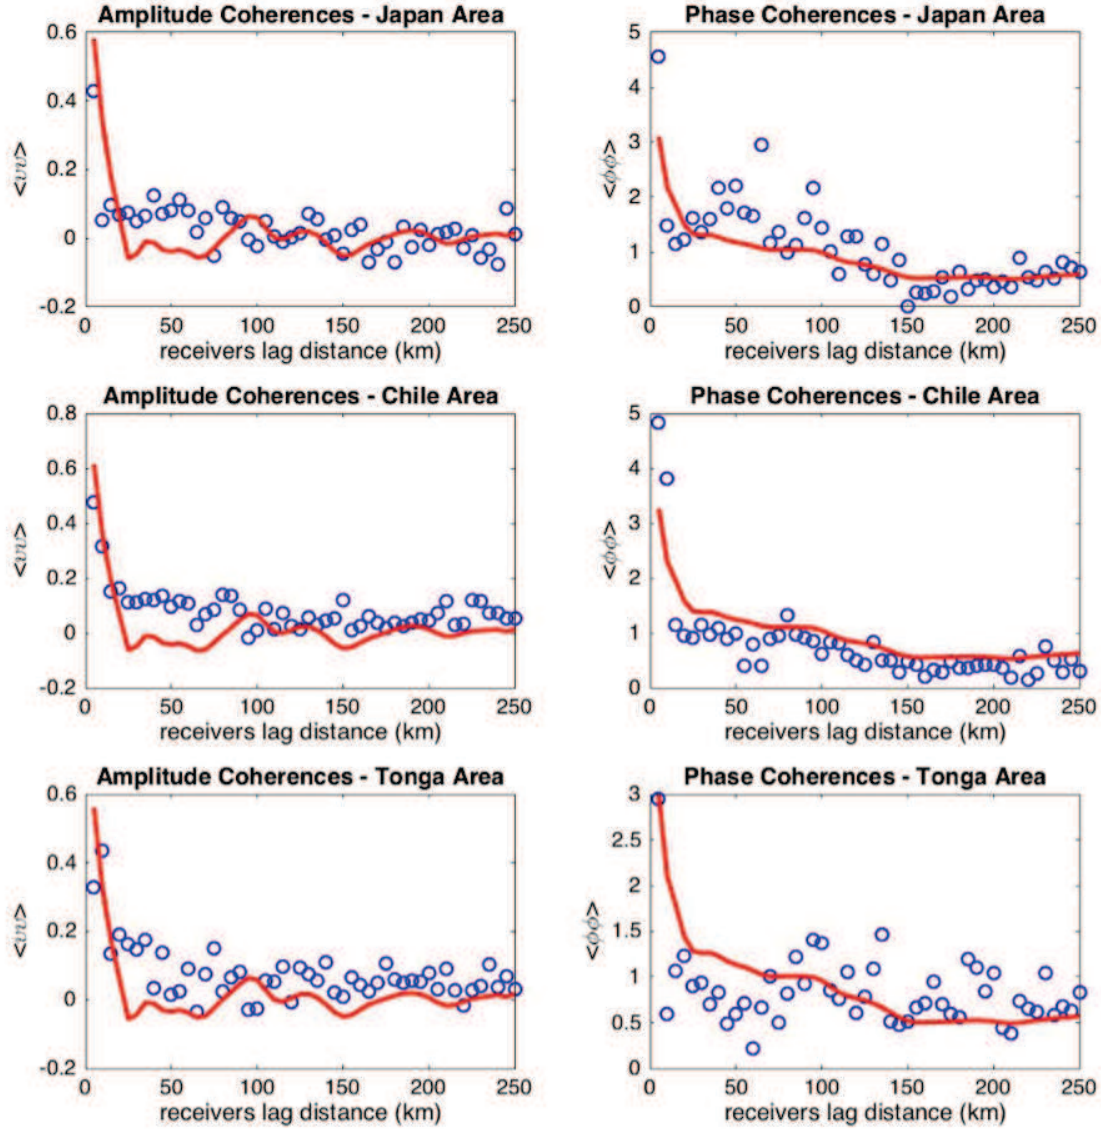 Amplitude Coherences - Japan Area
0.6
0.4
0.2
0
-0.2
<νν>
0 50 100 150 200 250
receivers lag distance (km)
Phase Coherences - Japan Area
5
4
3
2
1
0
<ϕϕ>
0 50 100 150 200 250
receivers lag distance (km)
Amplitude Coherences - Chile Area
0.8
0.6
0.4
0.2
0
-0.2
<νν>
0 50 100 150 200 250
receivers lag distance (km)
Phase Coherences - Chile Area
5
4
3
2
1
0
<ϕϕ>
0 50 100 150 200 250
receivers lag distance (km)
Amplitude Coherences - Tonga Area
0.6
0.4
0.2
0
-0.2
<νν>
0 50 100 150 200 250
receivers lag distance (km)
Phase Coherences - Tonga Area
3
2.5
2
1.5
1
0.5
0
<ϕϕ>
0 50 100 150 200 250
receivers lag distance (km)